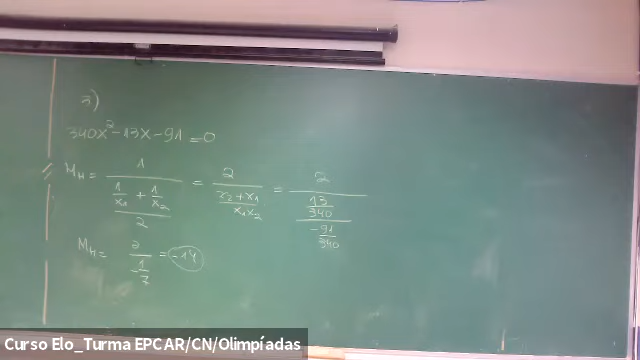 3)
340x² - 13x - 91 = 0
M_H = 1 / ((1/x₁ + 1/x₂) / 2) = 2 / ((x₂ + x₁) / (x₁x₂)) = 2 / ((13/340) / (-91/340))
M_H = 2 / (-1/7) = -14
Curso Elo_Turma EPCAR/CN/Olimpíadas